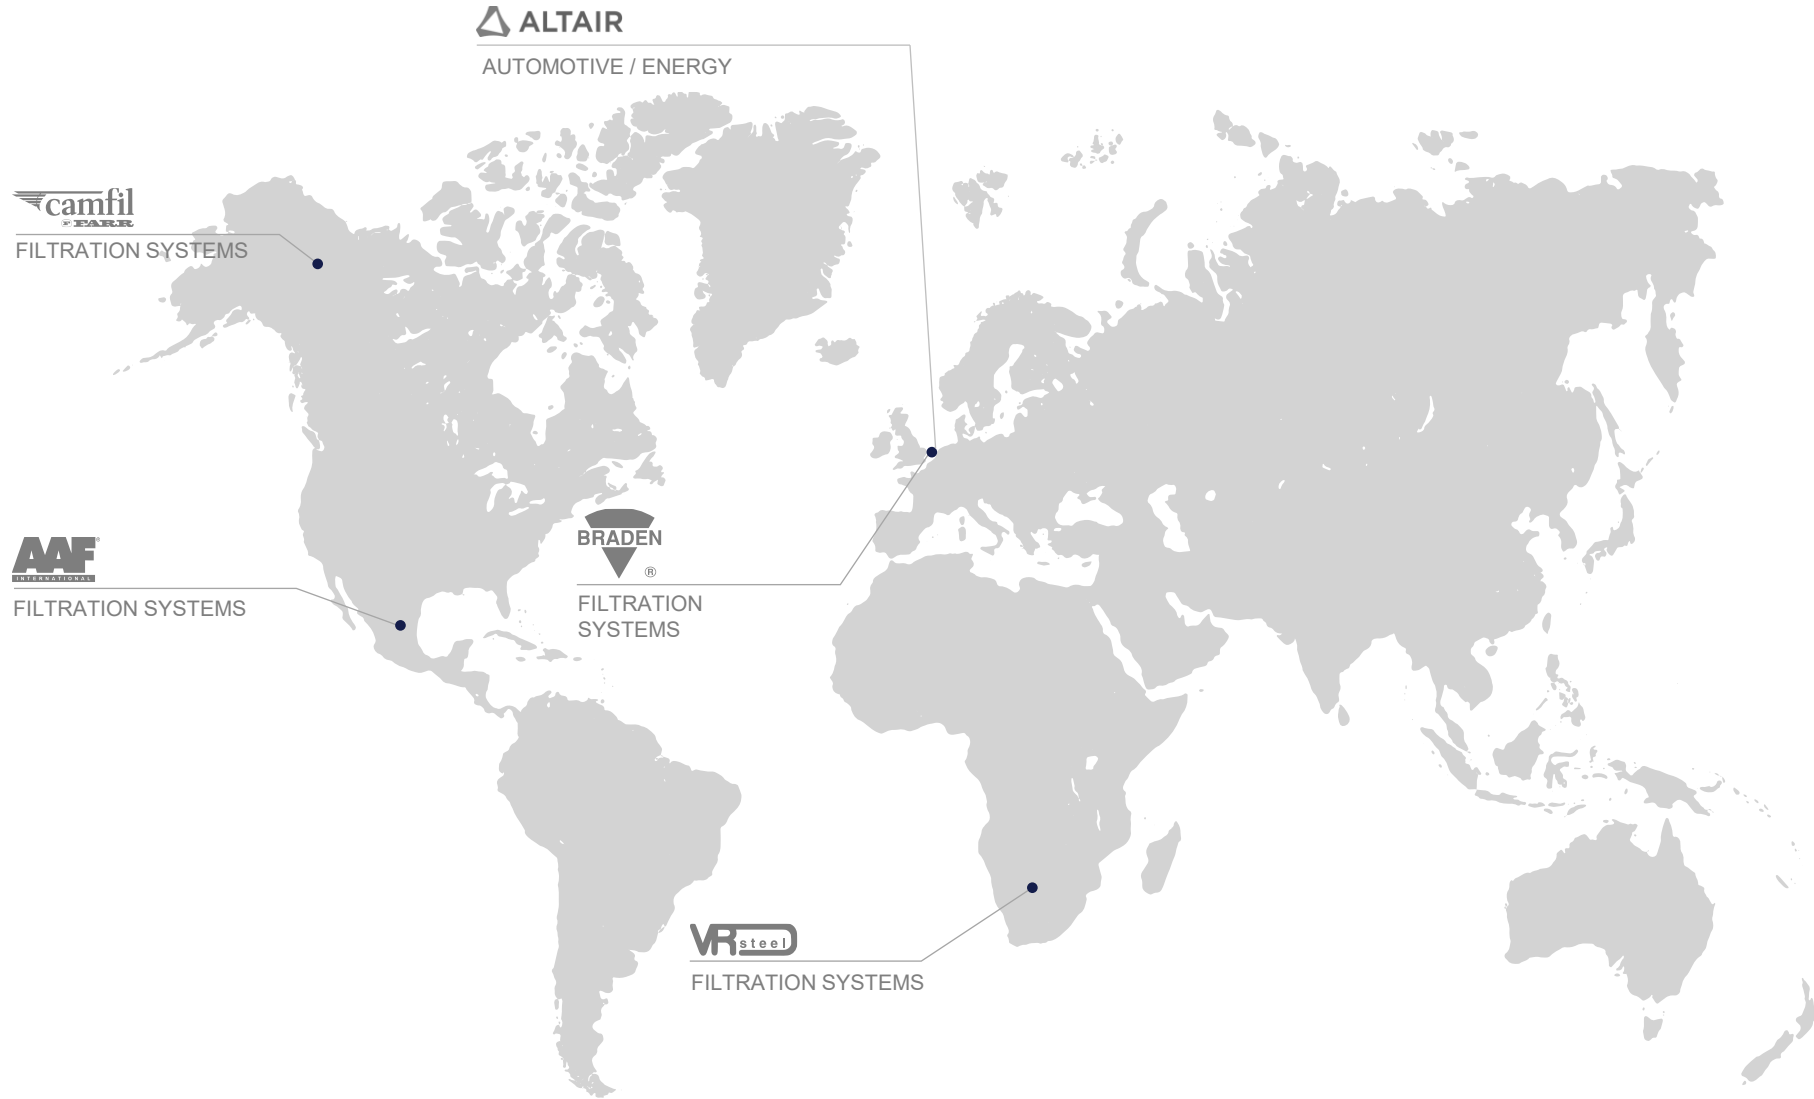 ALTAIR
AUTOMOTIVE / ENERGY
camfil
FARR
FILTRATION SYSTEMS
AAF®
INTERNATIONAL
FILTRATION SYSTEMS
BRADEN
®
FILTRATION
SYSTEMS
VR steel
FILTRATION SYSTEMS